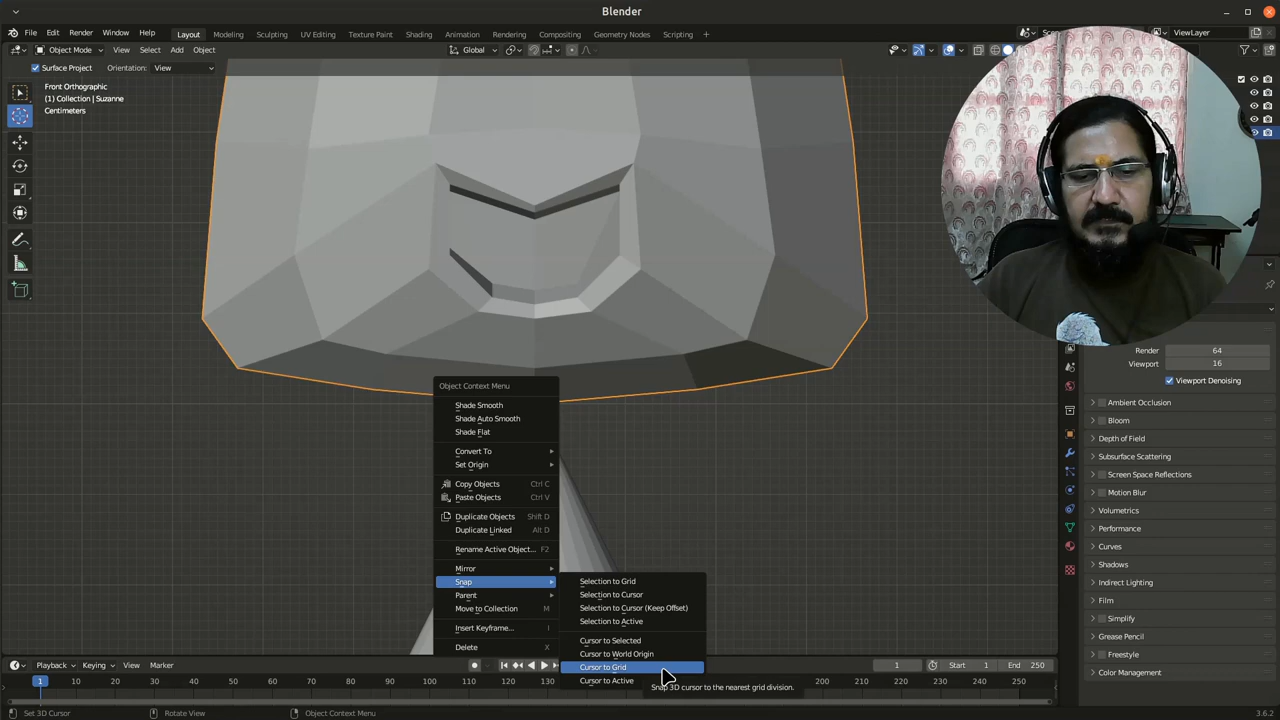 Blender
File Edit Render Window Help
Layout Modeling Sculpting UV Editing Texture Paint Shading Animation Rendering Compositing Geometry Nodes Scripting +
ViewLayer
Object Mode View Select Add Object
Global
Surface Project Orientation: View
Front Orthographic
(1) Collection | Suzanne
Centimeters
Object Context Menu
Shade Smooth
Shade Auto Smooth
Shade Flat
Convert To
Set Origin
Copy Objects Ctrl C
Paste Objects Ctrl V
Duplicate Objects Shift D
Duplicate Linked Alt D
Rename Active Object... F2
Mirror
Snap
Parent
Move to Collection M
Insert Keyframe... I
Delete
Selection to Grid
Selection to Cursor
Selection to Cursor (Keep Offset)
Selection to Active
Cursor to Selected
Cursor to World Origin
Cursor to Grid
Cursor to Active
Snap 3D cursor to the nearest grid division.
Render 64
Viewport 16
Viewport Denoising
Ambient Occlusion
Bloom
Depth of Field
Subsurface Scattering
Screen Space Reflections
Motion Blur
Volumetrics
Performance
Curves
Shadows
Indirect Lighting
Film
Simplify
Grease Pencil
Freestyle
Color Management
Playback Keying View Marker
1 Start 1 End 250
1 10 20 30 40 50 60 70 80 90 100 110 120 130 200 210 220 230 240 250
Set 3D Cursor Rotate View Object Context Menu 3.6.2